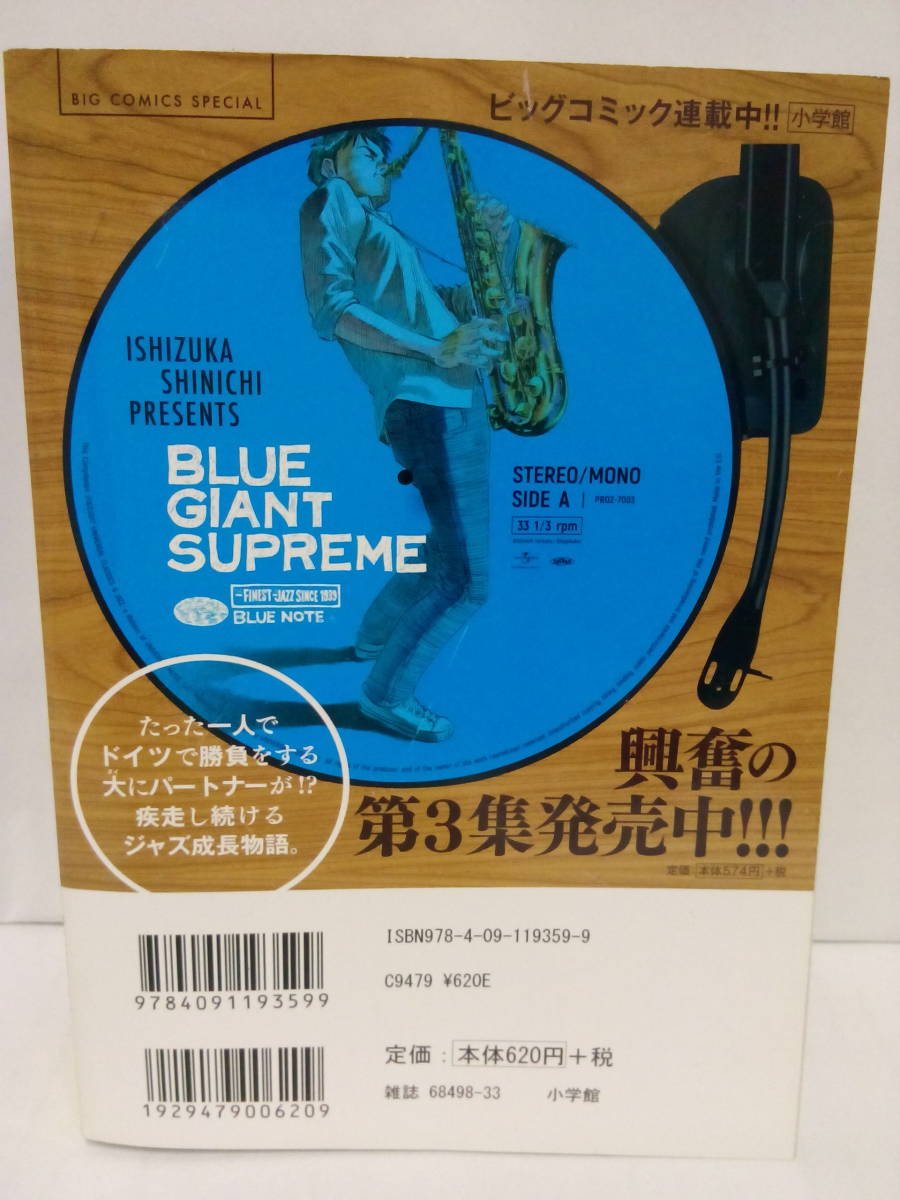 BIG COMICS SPECIAL
ビッグコミック連載中!! 小学館
ISHIZUKA
SHINICHI
PRESENTS
BLUE
GIANT
SUPREME
FINEST JAZZ SINCE 1939
BLUE NOTE
STEREO/MONO
SIDE A | PROZ-7003
33 1/3 rpm
たった一人で
ドイツで勝負をする
大にパートナーが!?
疾走し続ける
ジャズ成長物語。
興奮の
第3集発売中!!!
定価 本体574円+税
ISBN978-4-09-119359-9
C9479 ¥620E
9784091193599
定価:本体620円+税
雑誌 68498-33 小学館
1929479006209